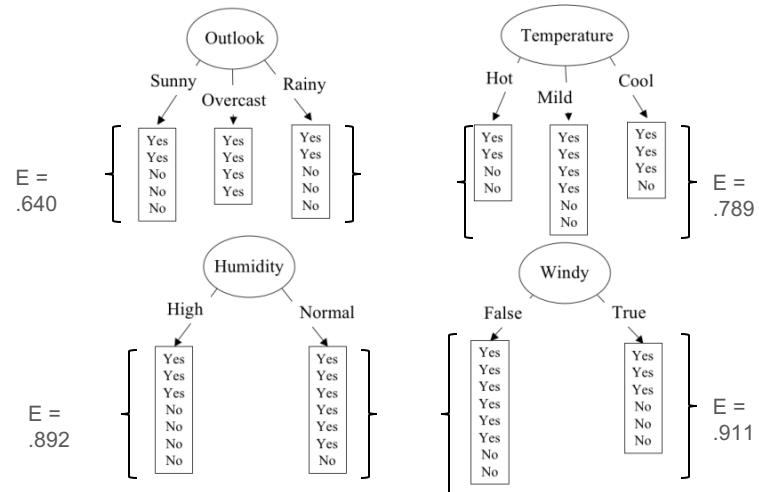 Outlook
Sunny
Overcast
Rainy
Yes
Yes
No
No
No
Yes
Yes
Yes
Yes
Yes
Yes
No
No
No
E =
.640
Temperature
Hot
Mild
Cool
Yes
Yes
No
No
Yes
Yes
Yes
Yes
No
No
Yes
Yes
Yes
No
E =
.789
Humidity
High
Normal
Yes
Yes
Yes
No
No
No
No
Yes
Yes
Yes
Yes
Yes
Yes
No
E =
.892
Windy
False
True
Yes
Yes
Yes
Yes
Yes
Yes
No
No
Yes
Yes
Yes
No
No
No
E =
.911